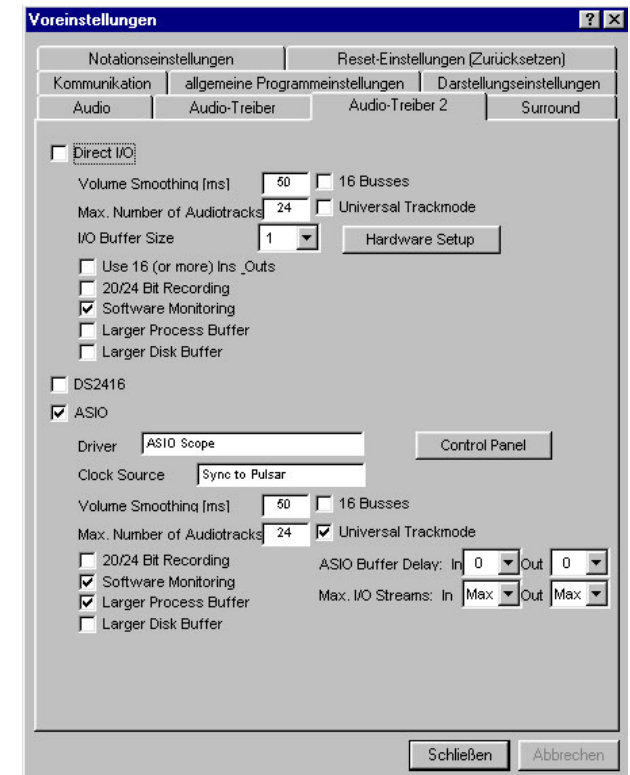 Voreinstellungen ? ×
Notationseinstellungen Reset-Einstellungen (Zurücksetzen)
Kommunikation allgemeine Programmeinstellungen Darstellungseinstellungen
Audio Audio-Treiber Audio-Treiber 2 Surround
Direct I/O
Volume Smoothing [ms] 50 16 Busses
Max. Number of Audiotracks 24 Universal Trackmode
I/O Buffer Size 1 Hardware Setup
Use 16 (or more) Ins_Outs
20/24 Bit Recording
Software Monitoring
Larger Process Buffer
Larger Disk Buffer
DS2416
ASIO
Driver ASIO Scope Control Panel
Clock Source Sync to Pulsar
Volume Smoothing [ms] 50 16 Busses
Max. Number of Audiotracks 24 Universal Trackmode
20/24 Bit Recording ASIO Buffer Delay: In 0 Out 0
Software Monitoring
Larger Process Buffer Max. I/O Streams: In Max Out Max
Larger Disk Buffer
Schließen Abbrechen